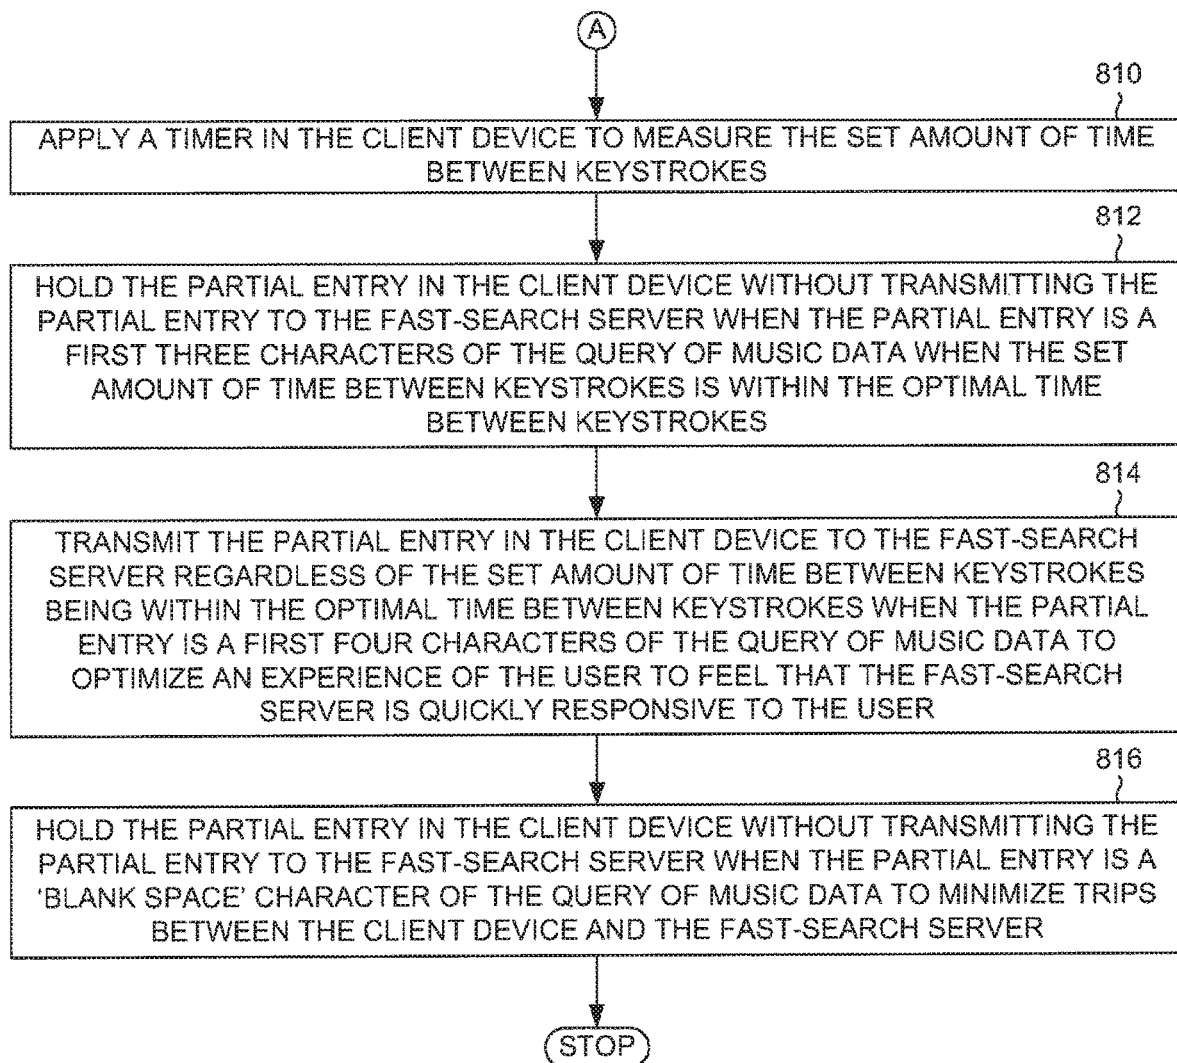 A
810
APPLY A TIMER IN THE CLIENT DEVICE TO MEASURE THE SET AMOUNT OF TIME
BETWEEN KEYSTROKES
812
HOLD THE PARTIAL ENTRY IN THE CLIENT DEVICE WITHOUT TRANSMITTING THE
PARTIAL ENTRY TO THE FAST-SEARCH SERVER WHEN THE PARTIAL ENTRY IS A
FIRST THREE CHARACTERS OF THE QUERY OF MUSIC DATA WHEN THE SET
AMOUNT OF TIME BETWEEN KEYSTROKES IS WITHIN THE OPTIMAL TIME
BETWEEN KEYSTROKES
814
TRANSMIT THE PARTIAL ENTRY IN THE CLIENT DEVICE TO THE FAST-SEARCH
SERVER REGARDLESS OF THE SET AMOUNT OF TIME BETWEEN KEYSTROKES
BEING WITHIN THE OPTIMAL TIME BETWEEN KEYSTROKES WHEN THE PARTIAL
ENTRY IS A FIRST FOUR CHARACTERS OF THE QUERY OF MUSIC DATA TO
OPTIMIZE AN EXPERIENCE OF THE USER TO FEEL THAT THE FAST-SEARCH
SERVER IS QUICKLY RESPONSIVE TO THE USER
816
HOLD THE PARTIAL ENTRY IN THE CLIENT DEVICE WITHOUT TRANSMITTING THE
PARTIAL ENTRY TO THE FAST-SEARCH SERVER WHEN THE PARTIAL ENTRY IS A
‘BLANK SPACE’ CHARACTER OF THE QUERY OF MUSIC DATA TO MINIMIZE TRIPS
BETWEEN THE CLIENT DEVICE AND THE FAST-SEARCH SERVER
STOP